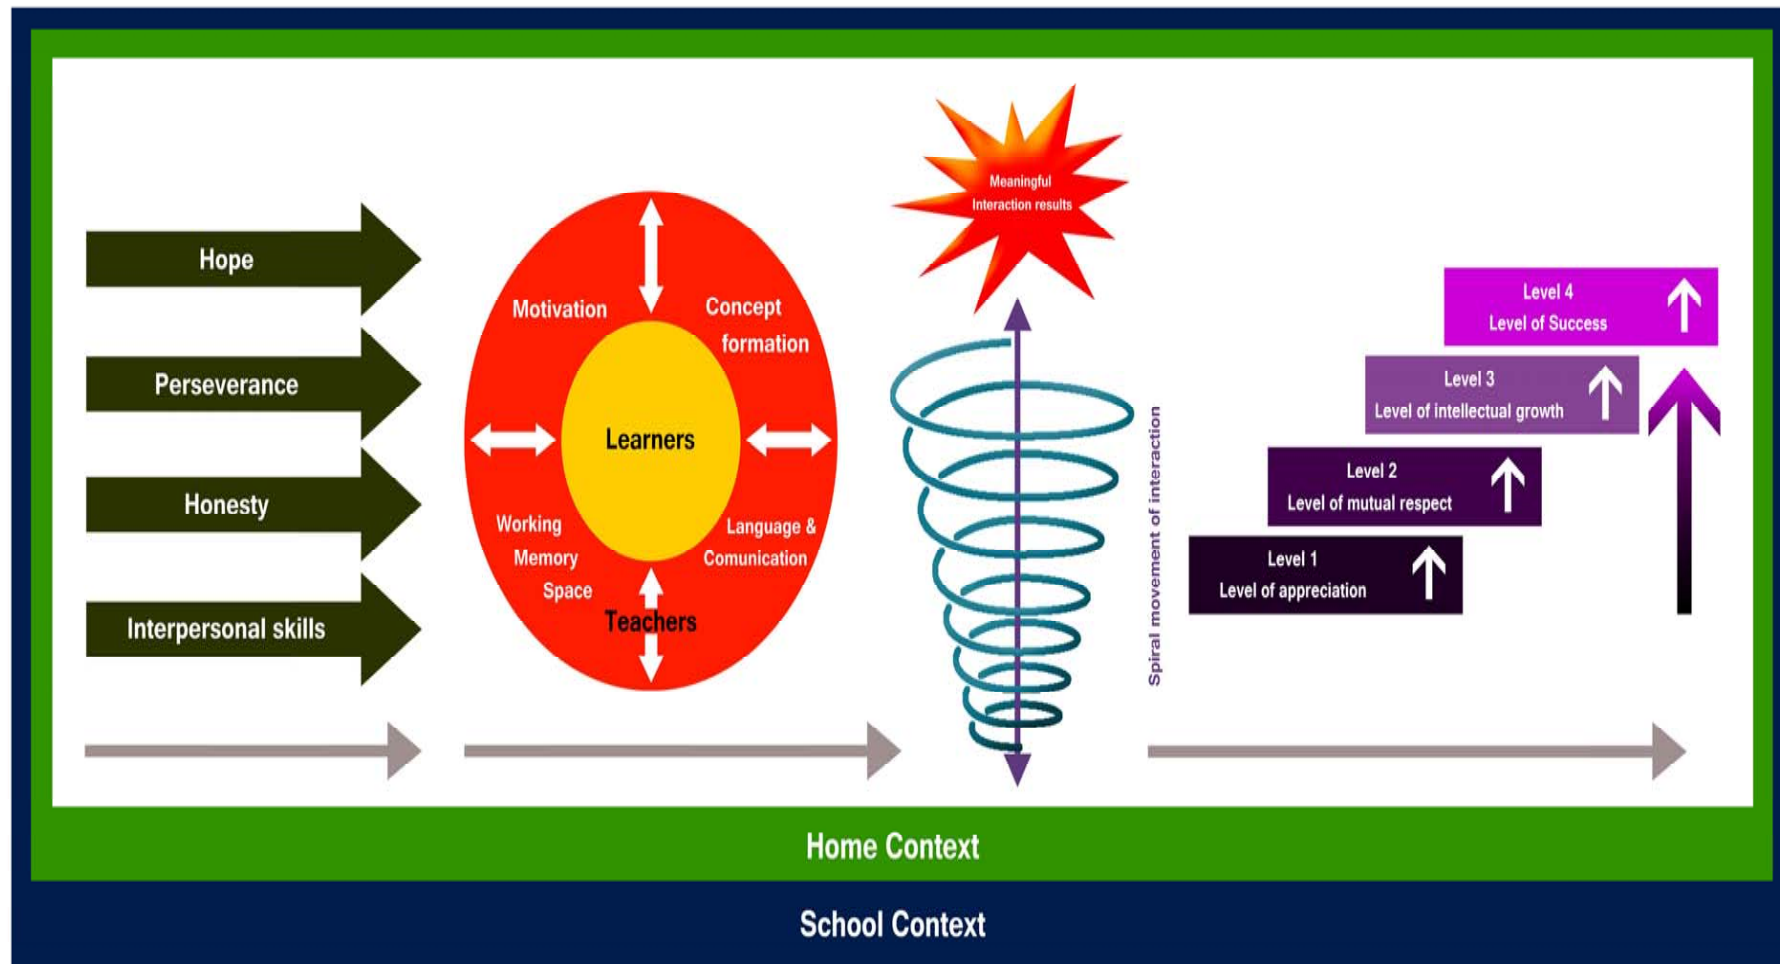 Hope
Perseverance
Honesty
Interpersonal skills
Motivation
Concept
formation
Learners
Working
Memory
Space
Language &
Comunication
Teachers
Meaningful
Interaction results
Spiral movement of interaction
Level 4
Level of Success
Level 3
Level of intellectual growth
Level 2
Level of mutual respect
Level 1
Level of appreciation
Home Context
School Context